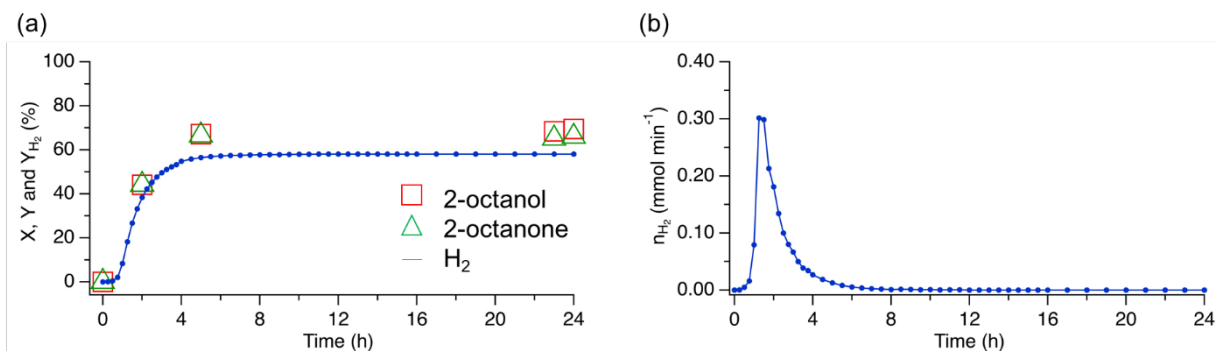 (a)
100
80
60
40
20
0
X, Y and Y_H₂ (%)
2-octanol
2-octanone
H₂
0 4 8 12 16 20 24
Time (h)
(b)
0.40
0.30
0.20
0.10
0.00
n_H₂ (mmol min⁻¹)
0 4 8 12 16 20 24
Time (h)